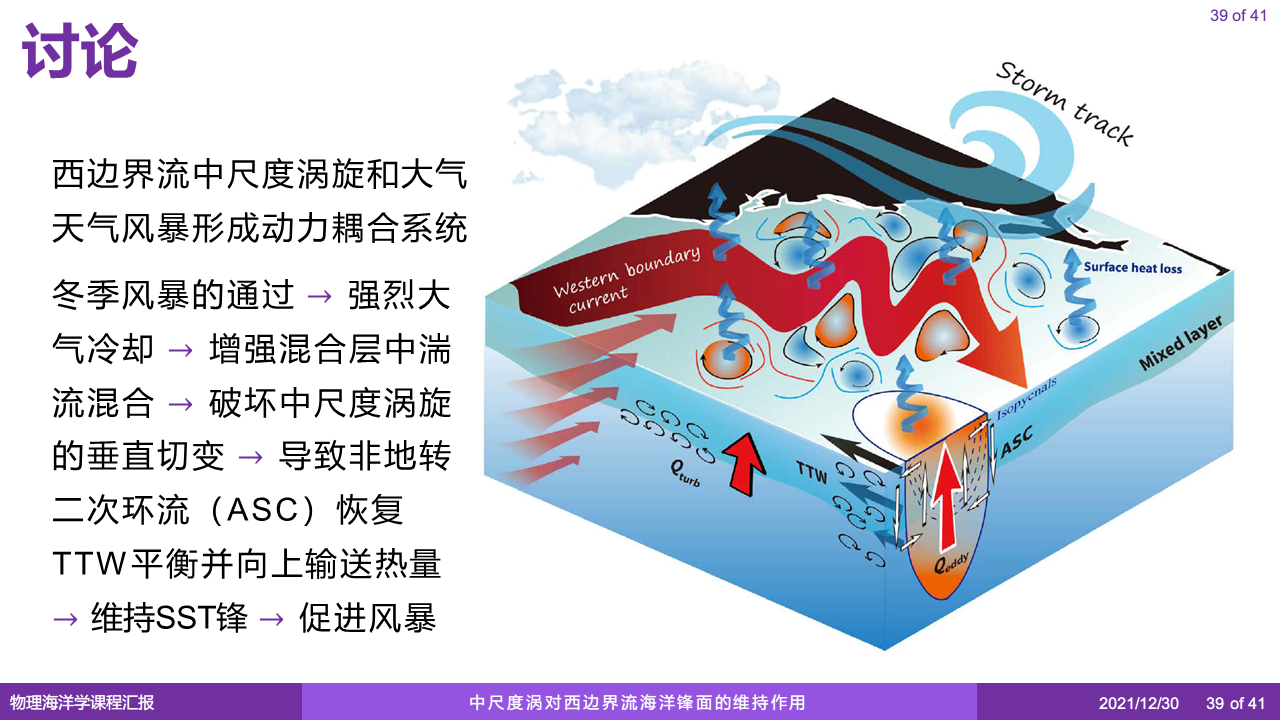 39 of 41
讨论
西边界流中尺度涡旋和大气
天气风暴形成动力耦合系统
冬季风暴的通过 → 强烈大
气冷却 → 增强混合层中湍
流混合 → 破坏中尺度涡旋
的垂直切变 → 导致非地转
二次环流（ASC）恢复
TTW平衡并向上输送热量
→ 维持SST锋 → 促进风暴
Storm track
Western boundary
current
Surface heat loss
Mixed layer
Isopycnals
ASC
TTW
Qturb
Qeddy
物理海洋学课程汇报
中尺度涡对西边界流海洋锋面的维持作用
2021/12/30
39 of 41